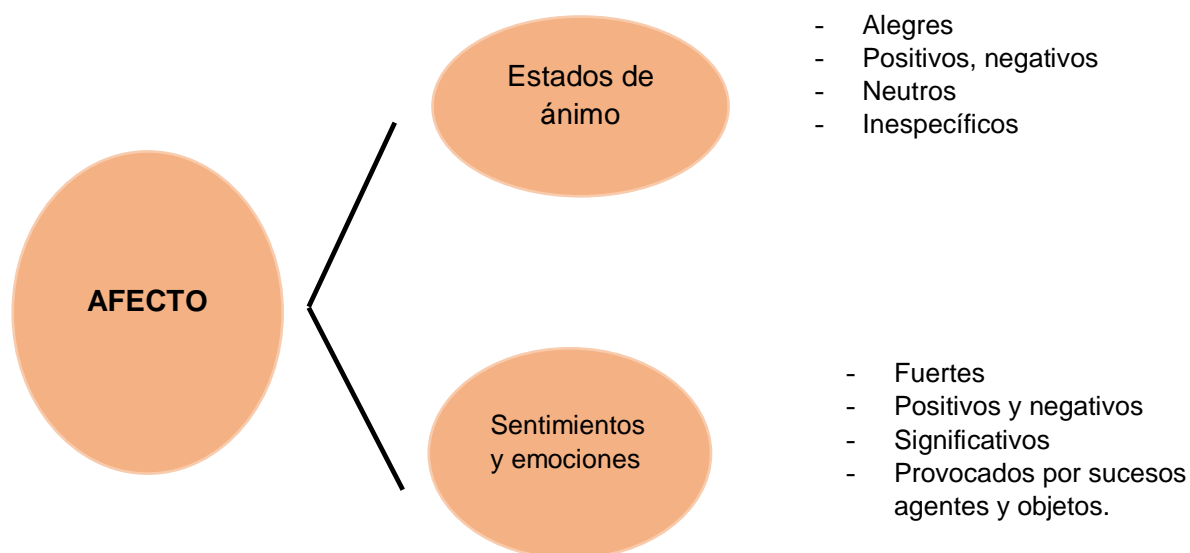 AFECTO
Estados de
ánimo
- Alegres
- Positivos, negativos
- Neutros
- Inespecíficos
Sentimientos
y emociones
- Fuertes
- Positivos y negativos
- Significativos
- Provocados por sucesos
agentes y objetos.